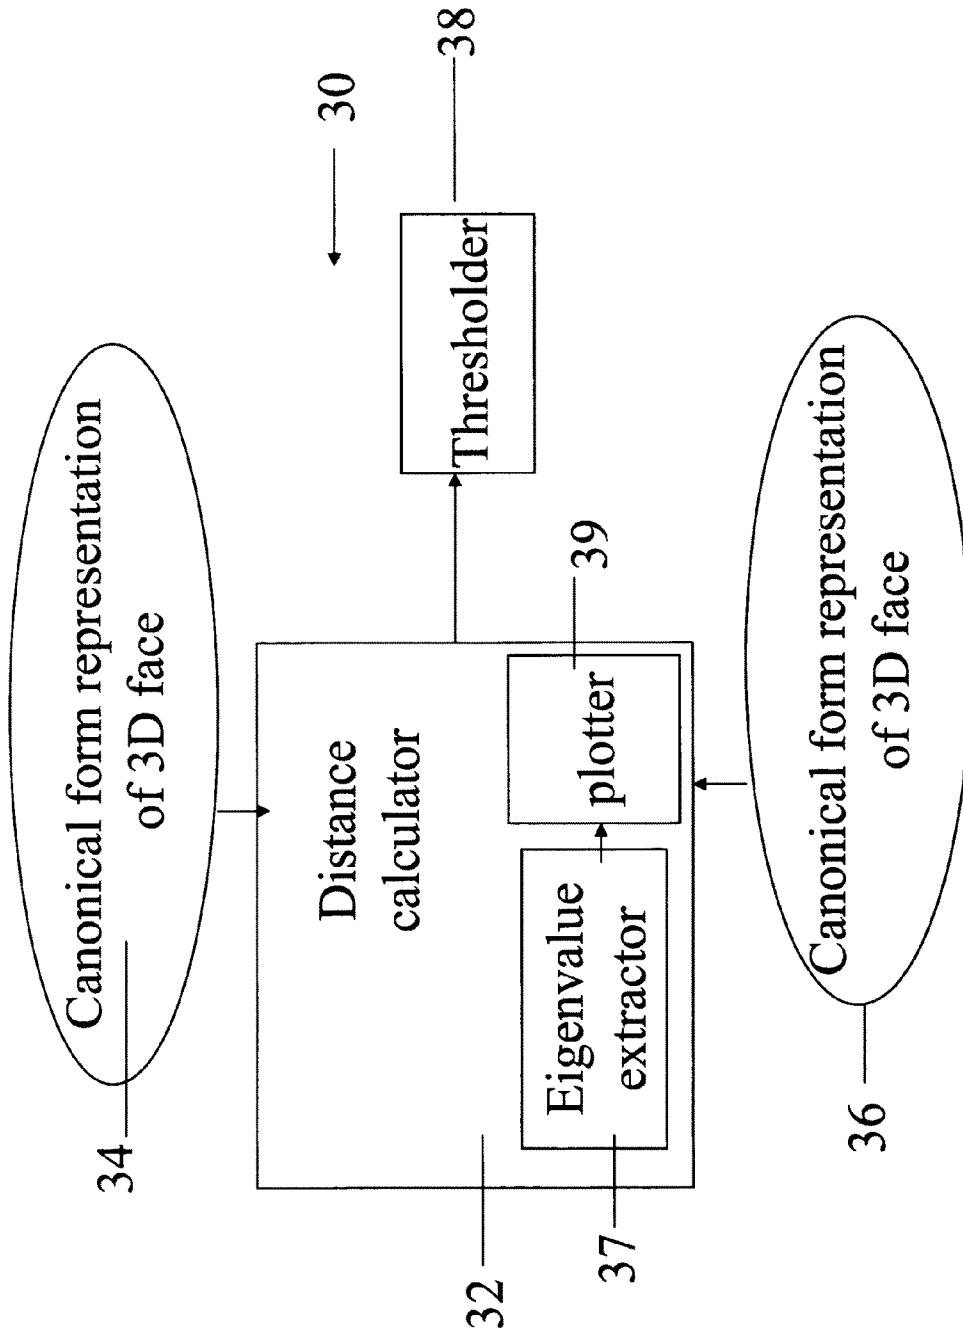 34
Canonical form representation
of 3D face
30
32
Distance
calculator
Thresholder
38
37
Eigenvalue
extractor
plotter
39
36
Canonical form representation
of 3D face